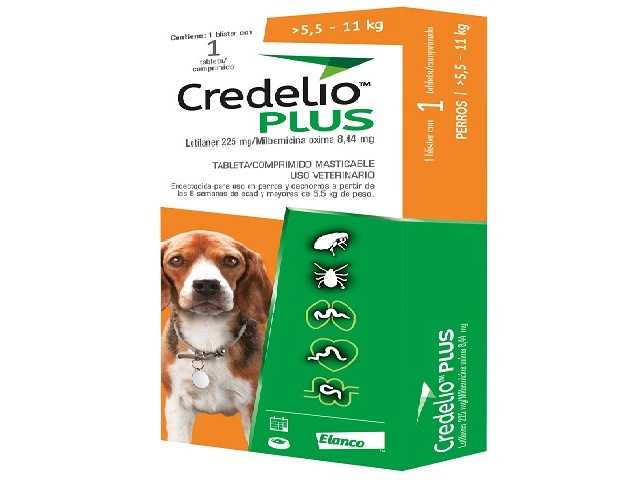 Contiene: 1 blister con
1
tableta/
comprimido
>5,5 - 11 kg
Credelio™
PLUS
Lotilaner 225 mg/Milbemicina oxima 8,44 mg
TABLETA/COMPRIMIDO MASTICABLE
USO VETERINARIO
Endectocida para uso en perros y cachorros a partir de
las 8 semanas de edad y mayores de 5,5 kg de peso.
Elanco™
1 blister con 1 tableta/comprimido
PERROS | >5,5 - 11 kg
Credelio™ PLUS
Lotilaner 225 mg/Milbemicina oxima 8,44 mg